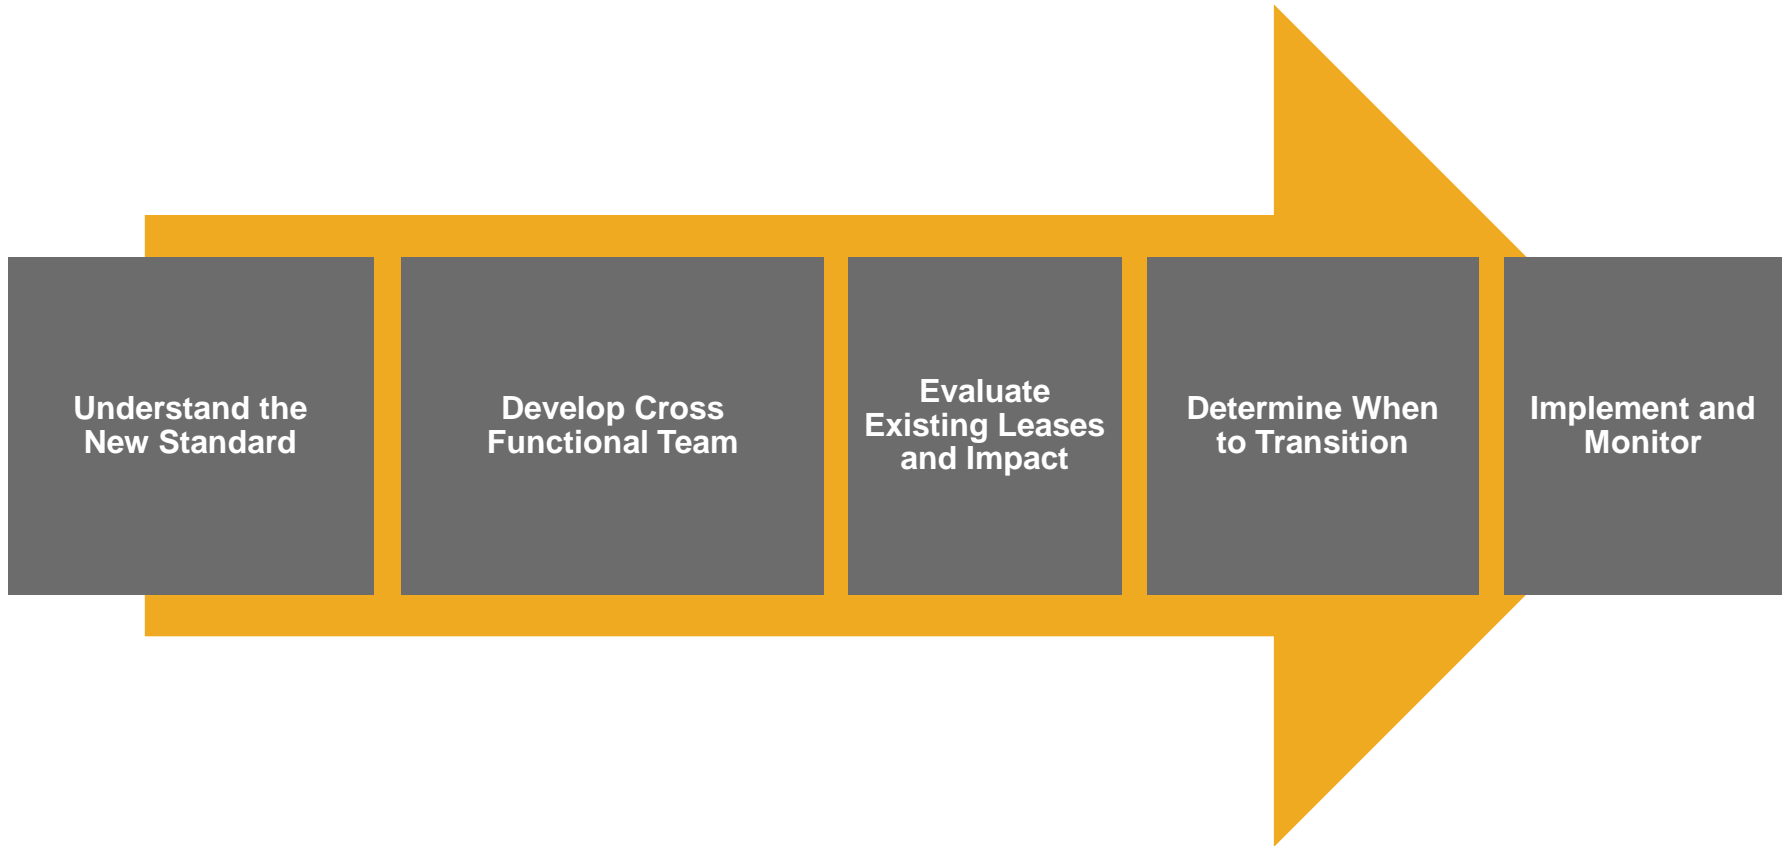 Understand the
New Standard
Develop Cross
Functional Team
Evaluate
Existing Leases
and Impact
Determine When
to Transition
Implement and
Monitor